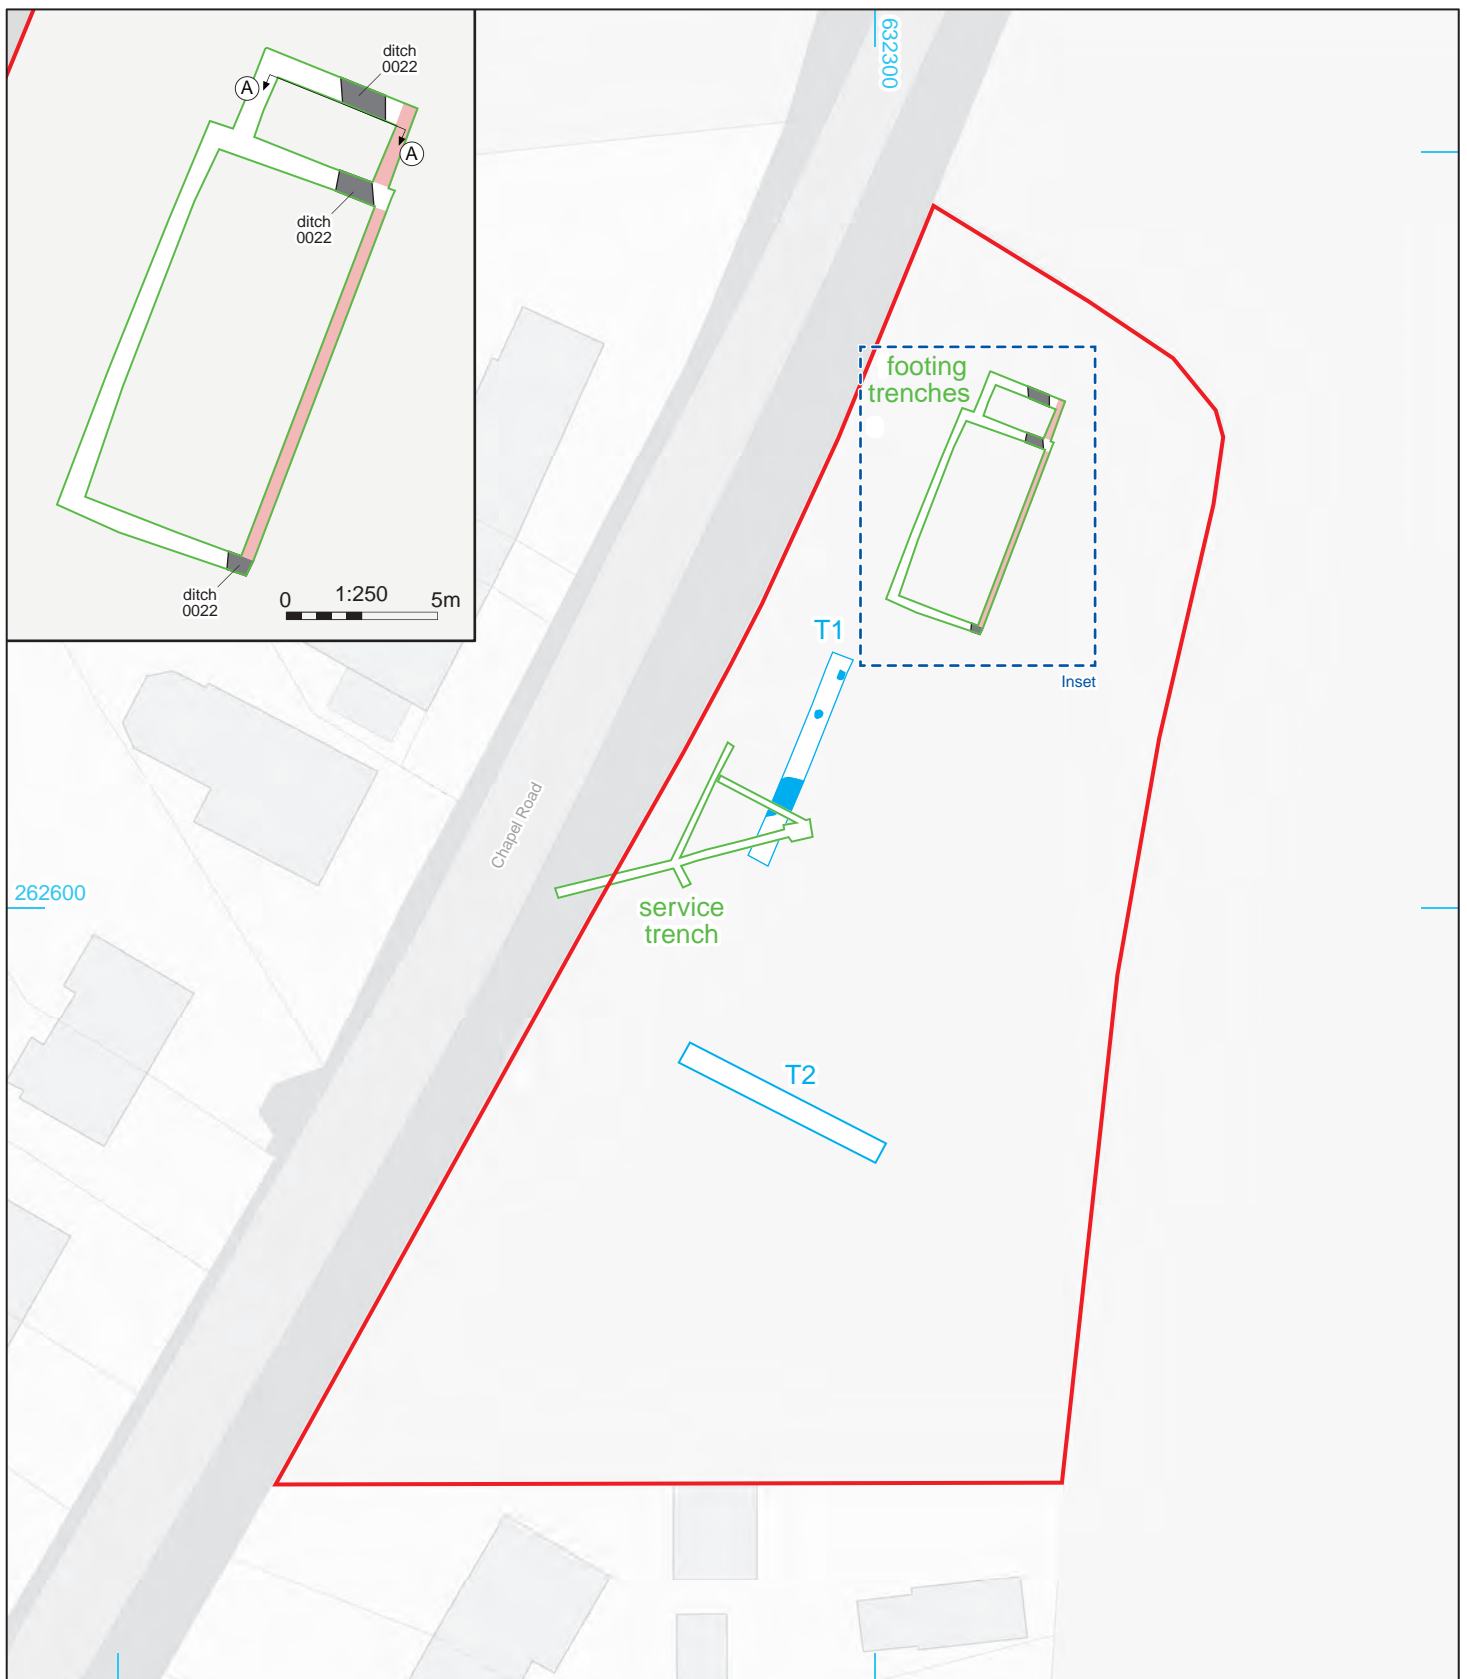 ditch
0022
A
A
ditch
0022
ditch
0022
0 1:250 5m
632300
footing
trenches
T1
Inset
Chapel Road
262600
service
trench
T2